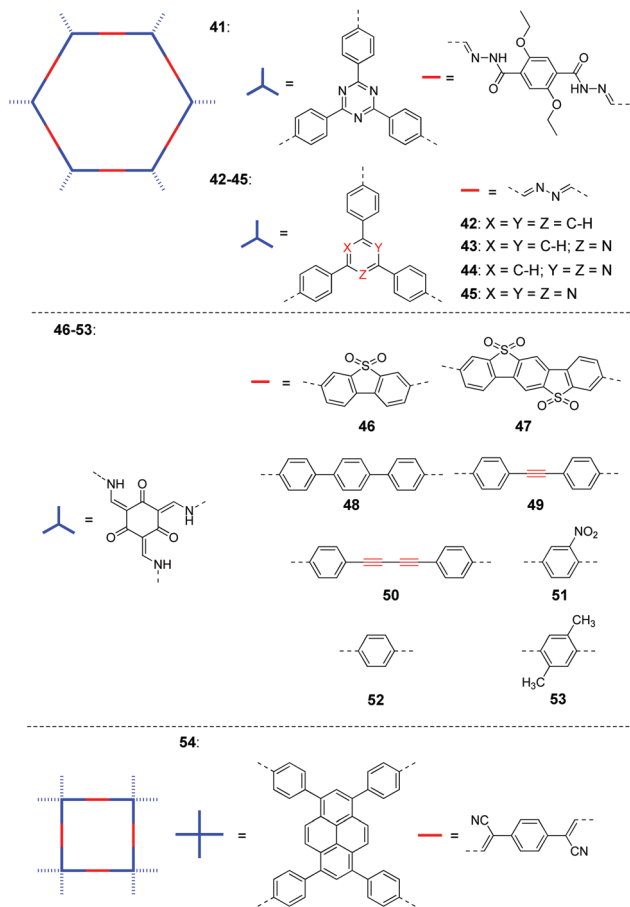 41:
=
N N N
=
N NH O O O O HN N
42-45:
=
X Y Z
=
N N
42: X = Y = Z = C-H
43: X = Y = C-H; Z = N
44: X = C-H; Y = Z = N
45: X = Y = Z = N
46-53:
=
O O S
46
O O S S O O
47
=
NH O N H O O NH
48
49
50
NO2
51
52
CH3 H3C
53
54:
=
=
NC CN